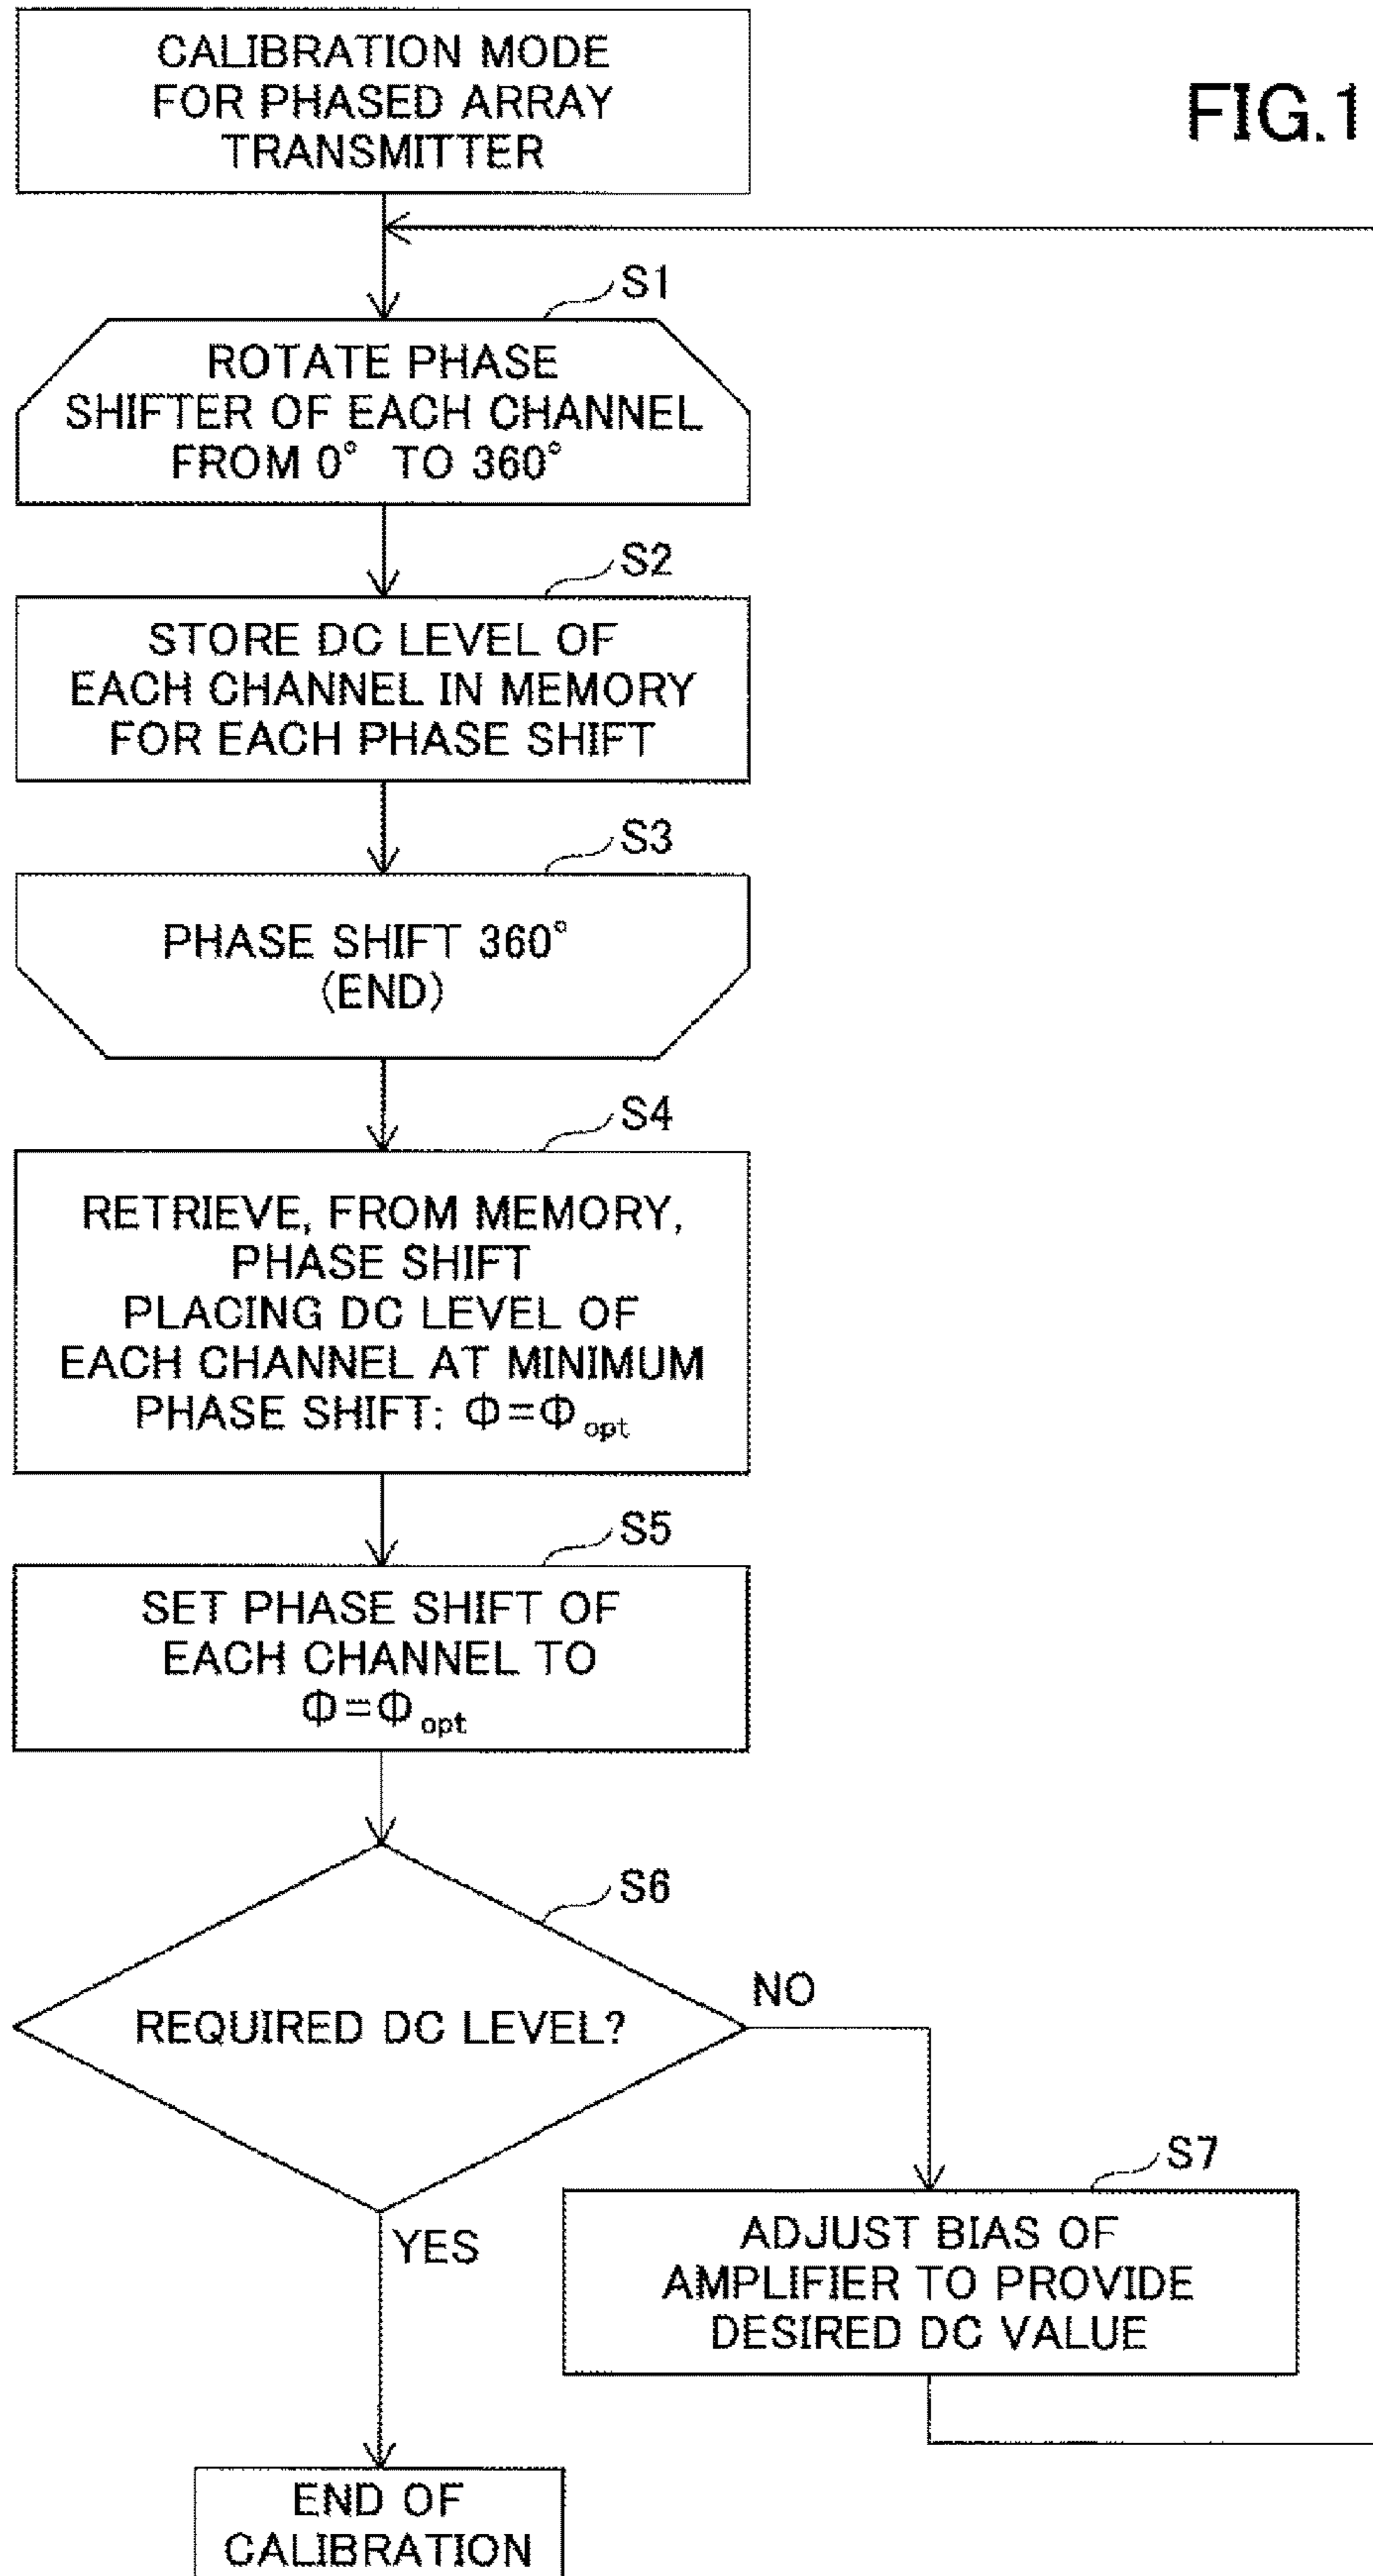 FIG.1
CALIBRATION MODE
FOR PHASED ARRAY
TRANSMITTER
S1
ROTATE PHASE
SHIFTER OF EACH CHANNEL
FROM 0° TO 360°
S2
STORE DC LEVEL OF
EACH CHANNEL IN MEMORY
FOR EACH PHASE SHIFT
S3
PHASE SHIFT 360°
(END)
S4
RETRIEVE, FROM MEMORY,
PHASE SHIFT
PLACING DC LEVEL OF
EACH CHANNEL AT MINIMUM
PHASE SHIFT: Φ=Φopt
S5
SET PHASE SHIFT OF
EACH CHANNEL TO
Φ=Φopt
S6
REQUIRED DC LEVEL?
NO
YES
S7
ADJUST BIAS OF
AMPLIFIER TO PROVIDE
DESIRED DC VALUE
END OF
CALIBRATION